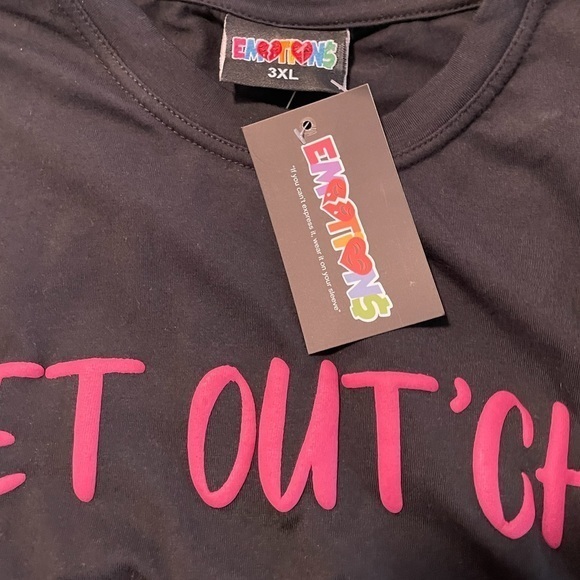 EMOTIONS
3XL
EMOTIONS
"If you can't express it, wear it on your sleeve"
ET OUT'CH